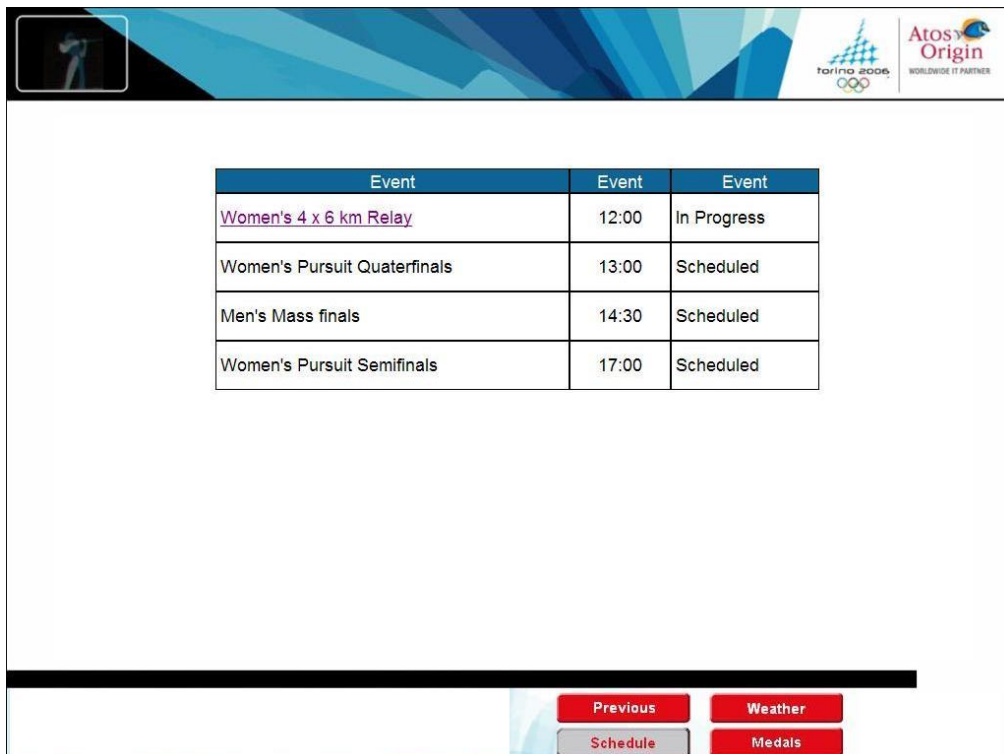 torino 2006
Atos
Origin
WORLDWIDE IT PARTNER
Event Event Event
Women's 4 x 6 km Relay 12:00 In Progress
Women's Pursuit Quaterfinals 13:00 Scheduled
Men's Mass finals 14:30 Scheduled
Women's Pursuit Semifinals 17:00 Scheduled
Previous Weather
Schedule Medals